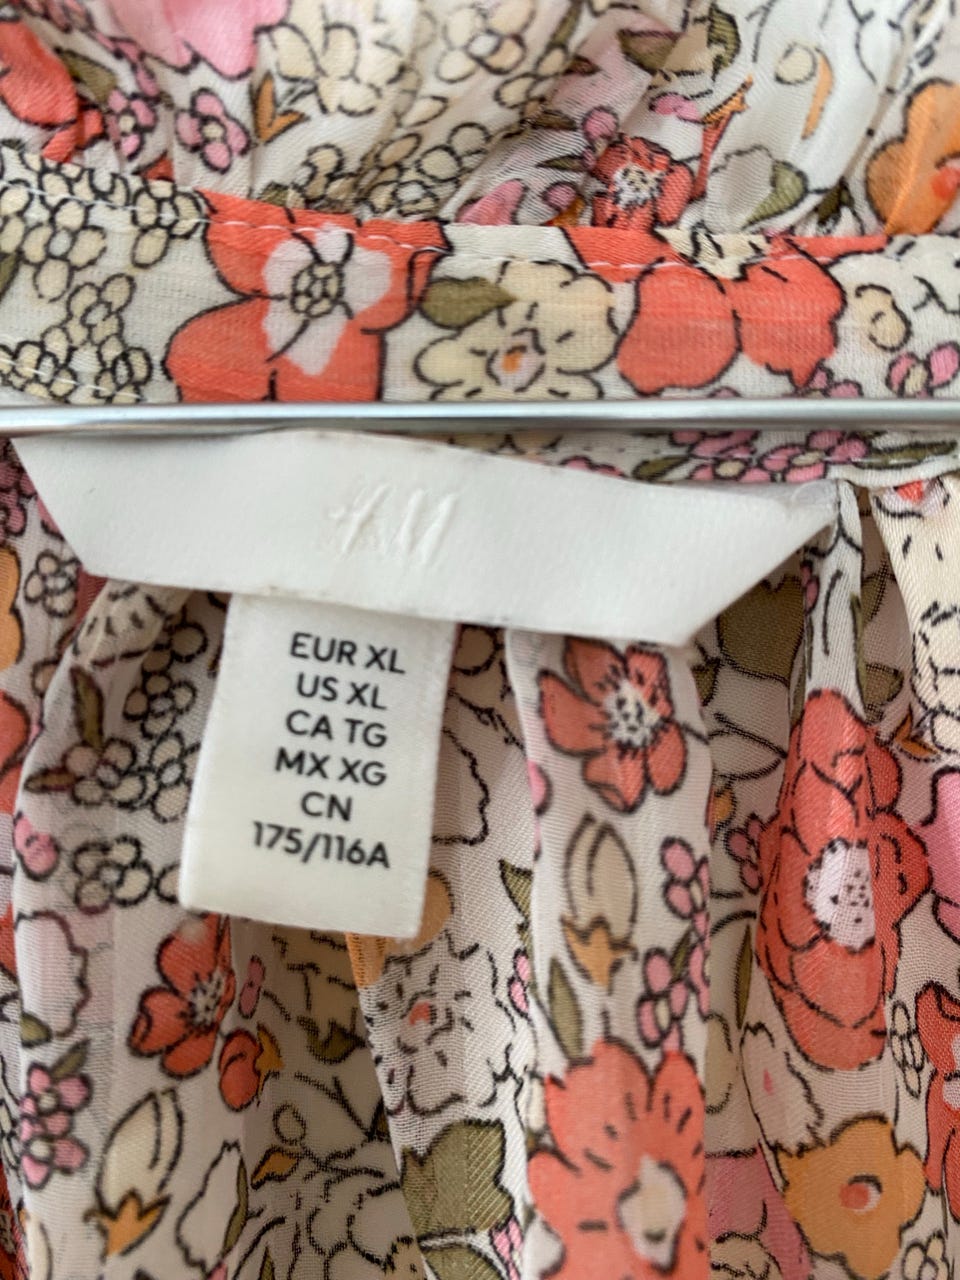 H&M
EUR XL
US XL
CA TG
MX XG
CN
175/116A